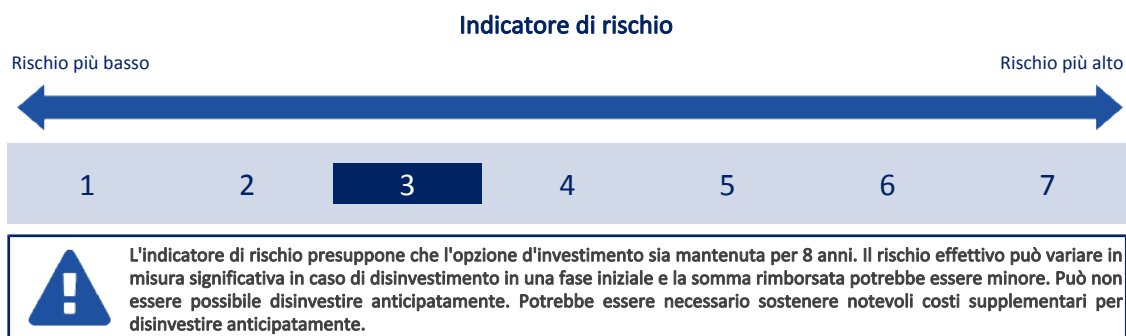 Indicatore di rischio
Rischio più basso
Rischio più alto
1 2 3 4 5 6 7
L'indicatore di rischio presuppone che l'opzione d'investimento sia mantenuta per 8 anni. Il rischio effettivo può variare in
misura significativa in caso di disinvestimento in una fase iniziale e la somma rimborsata potrebbe essere minore. Può non
essere possibile disinvestire anticipatamente. Potrebbe essere necessario sostenere notevoli costi supplementari per
disinvestire anticipatamente.